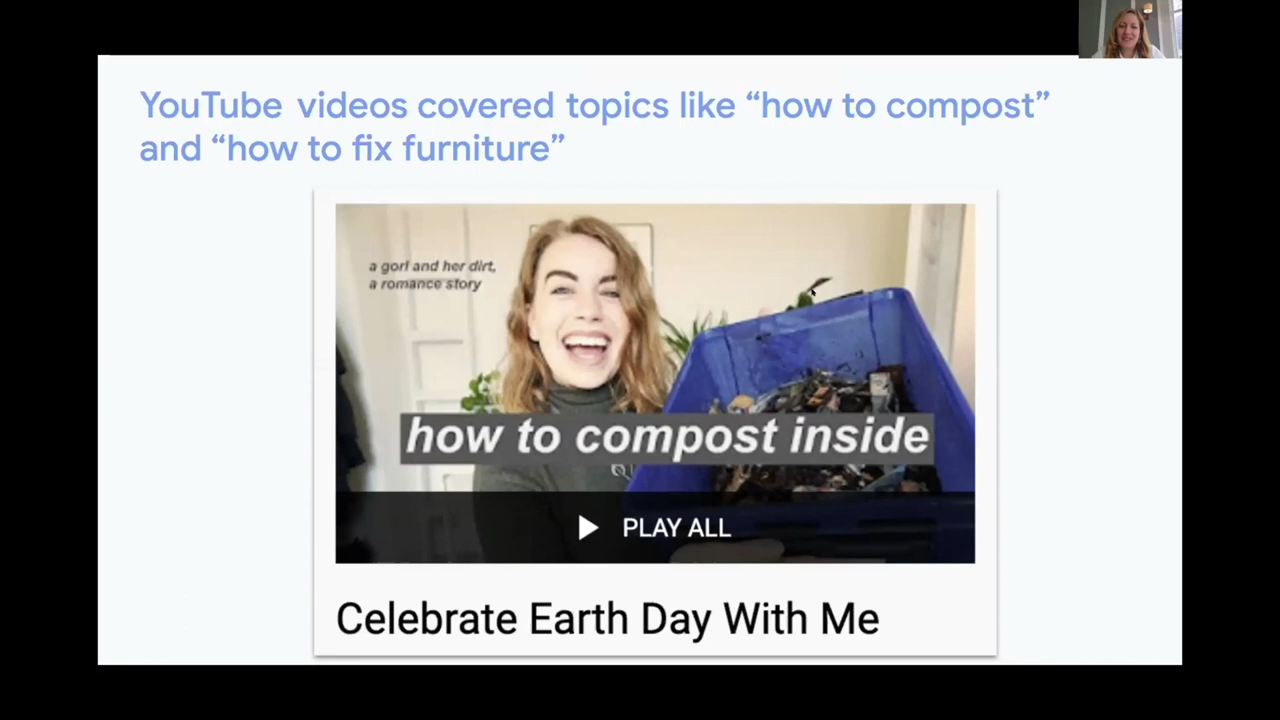 YouTube videos covered topics like “how to compost”
and “how to fix furniture”
a gorl and her dirt,
a romance story
how to compost inside
PLAY ALL
Celebrate Earth Day With Me